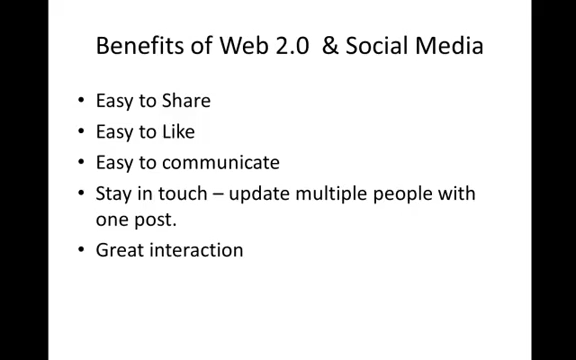 Benefits of Web 2.0  & Social Media
• Easy to Share
• Easy to Like
• Easy to communicate
• Stay in touch – update multiple people with
one post.
• Great interaction